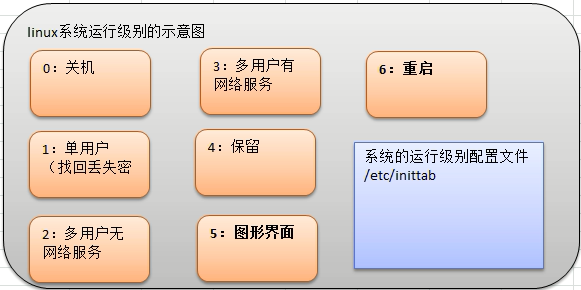 linux系统运行级别的示意图
0：关机
1：单用户
（找回丢失密
2：多用户无
网络服务
3：多用户有
网络服务
4：保留
5：图形界面
6：重启
系统的运行级别配置文件
/etc/inittab